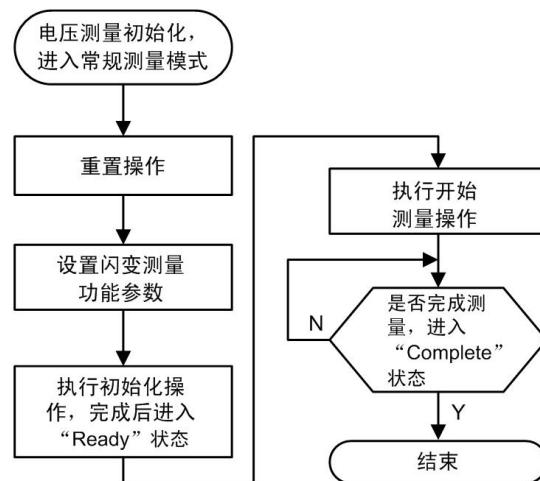 电压测量初始化，
进入常规测量模式
重置操作
设置闪变测量
功能参数
执行初始化操
作，完成后进入
“Ready”状态
执行开始
测量操作
是否完成测
量，进入
“Complete”
状态
N
Y
结束